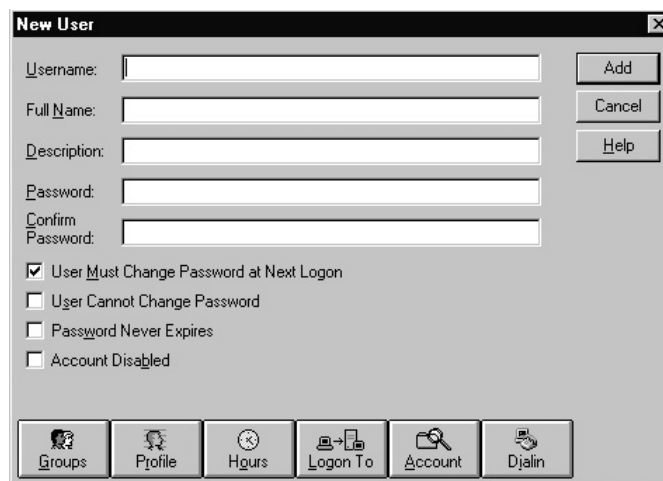 New User
Username:
Add
Full Name:
Cancel
Description:
Help
Password:
Confirm
Password:
User Must Change Password at Next Logon
User Cannot Change Password
Password Never Expires
Account Disabled
Groups
Profile
Hours
Logon To
Account
Dialin